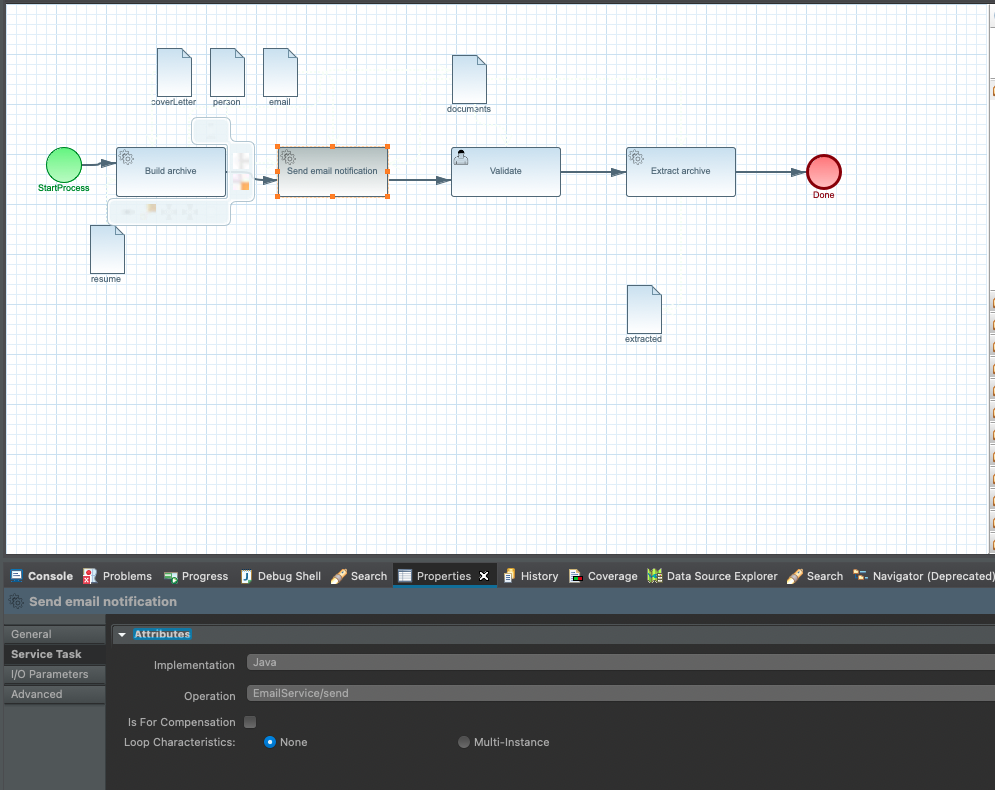 coverLetter person email
documents
Build archive
Send email notification
Validate
Extract archive
StartProcess
Done
resume
extracted
Console Problems Progress Debug Shell Search Properties History Coverage Data Source Explorer Search Navigator (Deprecated)
Send email notification
General
Service Task
I/O Parameters
Advanced
Attributes
Implementation Java
Operation EmailService/send
Is For Compensation
Loop Characteristics: None Multi-Instance